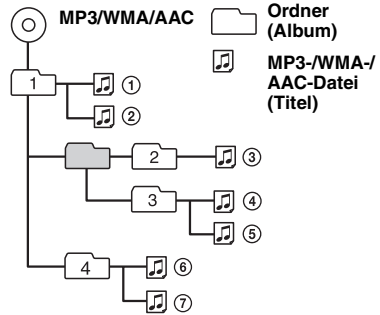 MP3/WMA/AAC
Ordner
(Album)
MP3-/WMA-/
AAC-Datei
(Titel)
1
①
②
2
③
3
④
⑤
4
⑥
⑦